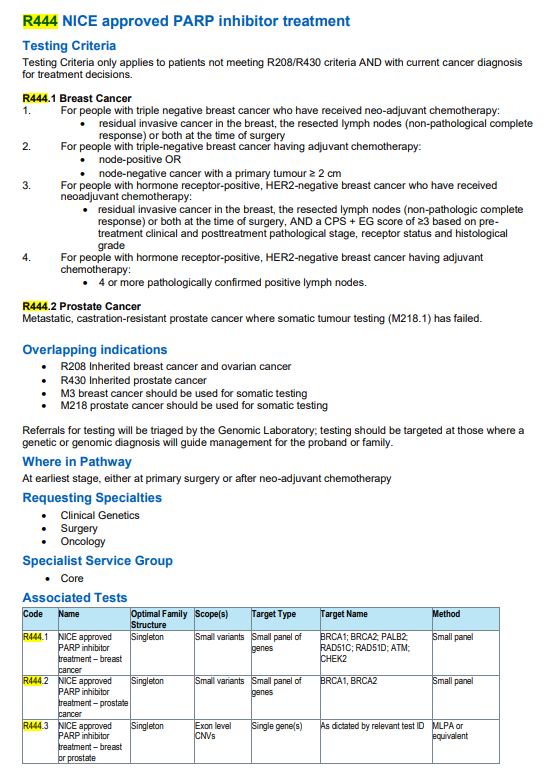 R444 NICE approved PARP inhibitor treatment
Testing Criteria
Testing Criteria only applies to patients not meeting R208/R430 criteria AND with current cancer diagnosis
for treatment decisions.
R444.1 Breast Cancer
1. For people with triple negative breast cancer who have received neo-adjuvant chemotherapy:
• residual invasive cancer in the breast, the resected lymph nodes (non-pathological complete
response) or both at the time of surgery
2. For people with triple-negative breast cancer having adjuvant chemotherapy:
• node-positive OR
• node-negative cancer with a primary tumour ≥ 2 cm
3. For people with hormone receptor-positive, HER2-negative breast cancer who have received
neoadjuvant chemotherapy:
• residual invasive cancer in the breast, the resected lymph nodes (non-pathologic complete
response) or both at the time of surgery, AND a CPS + EG score of ≥3 based on pre-
treatment clinical and posttreatment pathological stage, receptor status and histological
grade
4. For people with hormone receptor-positive, HER2-negative breast cancer having adjuvant
chemotherapy:
• 4 or more pathologically confirmed positive lymph nodes.
R444.2 Prostate Cancer
Metastatic, castration-resistant prostate cancer where somatic tumour testing (M218.1) has failed.
Overlapping indications
• R208 Inherited breast cancer and ovarian cancer
• R430 Inherited prostate cancer
• M3 breast cancer should be used for somatic testing
• M218 prostate cancer should be used for somatic testing
Referrals for testing will be triaged by the Genomic Laboratory; testing should be targeted at those where a
genetic or genomic diagnosis will guide management for the proband or family.
Where in Pathway
At earliest stage, either at primary surgery or after neo-adjuvant chemotherapy
Requesting Specialties
• Clinical Genetics
• Surgery
• Oncology
Specialist Service Group
• Core
Associated Tests
Code Name Optimal Family Scope(s) Target Type Target Name Method
Structure
R444.1 NICE approved Singleton Small variants Small panel of BRCA1; BRCA2; PALB2; Small panel
PARP inhibitor genes RAD51C; RAD51D; ATM;
treatment – breast CHEK2
cancer
R444.2 NICE approved Singleton Small variants Small panel of BRCA1, BRCA2 Small panel
PARP inhibitor genes
treatment – prostate
cancer
R444.3 NICE approved Singleton Exon level Single gene(s) As dictated by relevant test ID MLPA or
PARP inhibitor CNVs equivalent
treatment – breast
or prostate